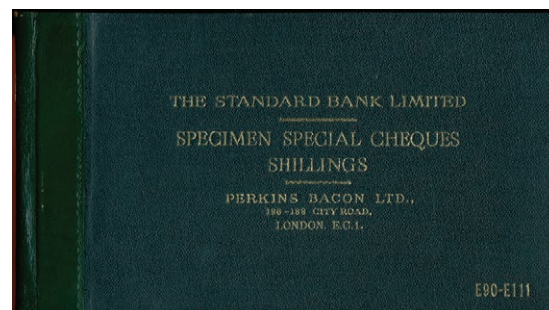 THE STANDARD BANK LIMITED
SPECIMEN SPECIAL CHEQUES
SHILLINGS
PERKINS BACON LTD.,
186-188 CITY ROAD,
LONDON. E.C.1.
E90-E111